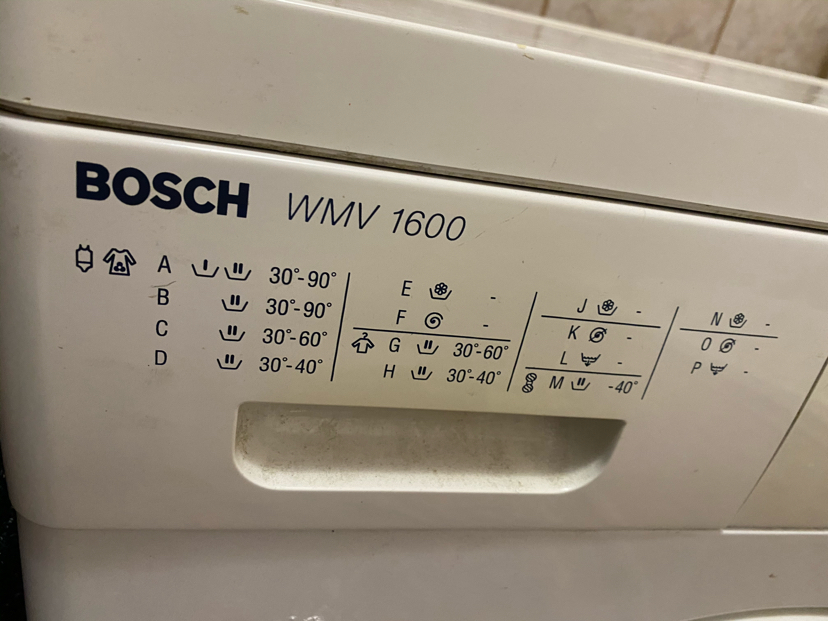 BOSCH WMV 1600
A 30°-90°
B 30°-90°
C 30°-60°
D 30°-40°
E -
F -
G 30°-60°
H 30°-40°
J -
K -
L -
M -40°
N -
O -
P -